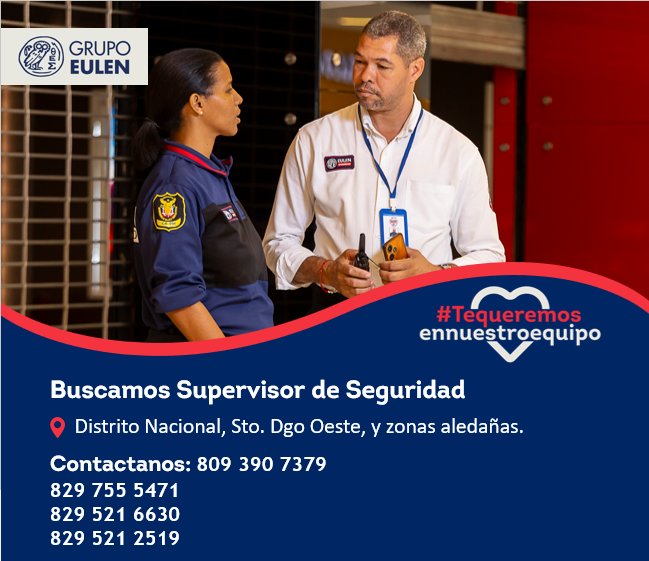 GRUPO
EULEN
EULEN
#Tequeremos
ennuestroequipo
Buscamos Supervisor de Seguridad
Distrito Nacional, Sto. Dgo Oeste, y zonas aledañas.
Contactanos: 809 390 7379
829 755 5471
829 521 6630
829 521 2519